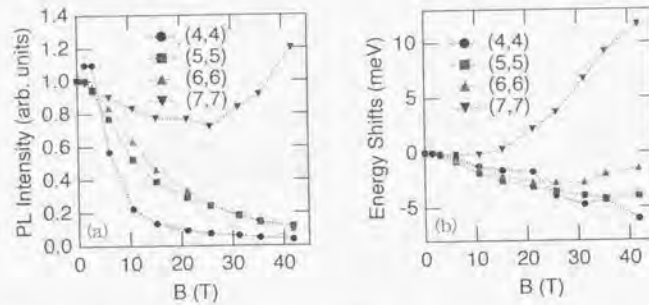 PL Intensity (arb. units)
1.4
1.2
1.0
0.8
0.6
0.4
0.2
0.0
(4,4)
(5,5)
(6,6)
(7,7)
(a)
0 10 20 30 40
B (T)
Energy Shifts (meV)
10
5
0
-5
(4,4)
(5,5)
(6,6)
(7,7)
(b)
0 10 20 30 40
B (T)